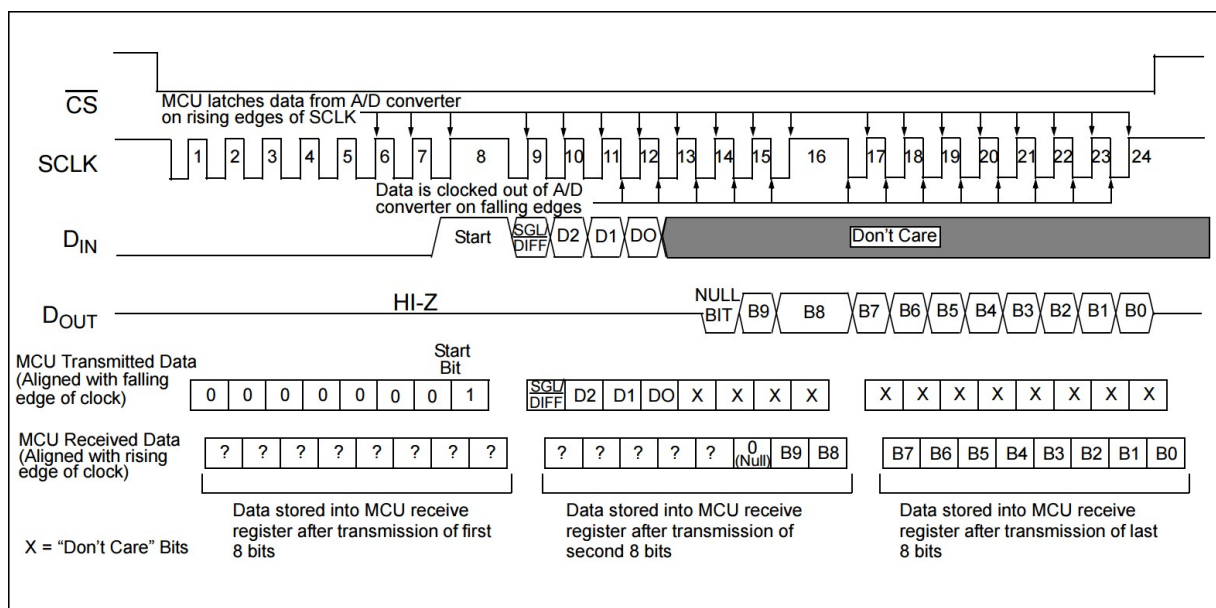 CS
MCU latches data from A/D converter
on rising edges of SCLK
SCLK
1 2 3 4 5 6 7 8 9 10 11 12 13 14 15 16 17 18 19 20 21 22 23 24
Data is clocked out of A/D
converter on falling edges
DIN
Start SGL/DIFF D2 D1 DO Don't Care
HI-Z
DOUT
NULL BIT B9 B8 B7 B6 B5 B4 B3 B2 B1 B0
MCU Transmitted Data
(Aligned with falling
edge of clock)
Start
Bit
0 0 0 0 0 0 0 1 SGL/DIFF D2 D1 DO X X X X X X X X X X X X
MCU Received Data
(Aligned with rising
edge of clock)
? ? ? ? ? ? ? ? ? ? ? ? ? 0 (Null) B9 B8 B7 B6 B5 B4 B3 B2 B1 B0
Data stored into MCU receive
register after transmission of first
8 bits
Data stored into MCU receive
register after transmission of
second 8 bits
Data stored into MCU receive
register after transmission of last
8 bits
X = “Don't Care” Bits